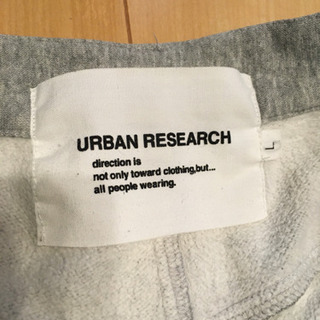 URBAN RESEARCH
direction is
not only toward clothing,but...
all people wearing.
L